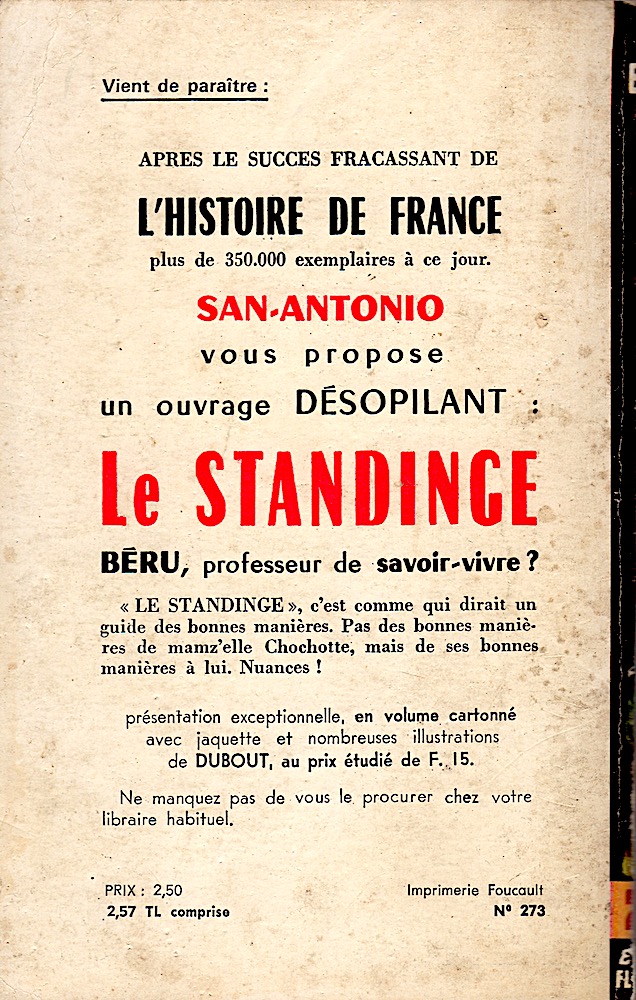 Vient de paraître :
APRES LE SUCCES FRACASSANT DE
L'HISTOIRE DE FRANCE
plus de 350.000 exemplaires à ce jour.
SAN-ANTONIO
vous propose
un ouvrage DÉSOPILANT :
Le STANDINGE
BÉRU, professeur de savoir-vivre ?
« LE STANDINGE », c'est comme qui dirait un
guide des bonnes manières. Pas des bonnes maniè-
res de mamz'elle Chochotte, mais de ses bonnes
manières à lui. Nuances !
présentation exceptionnelle, en volume cartonné
avec jaquette et nombreuses illustrations
de DUBOUT, au prix étudié de F. 15.
Ne manquez pas de vous le procurer chez votre
libraire habituel.
PRIX : 2,50
2,57 TL comprise
Imprimerie Foucault
N° 273